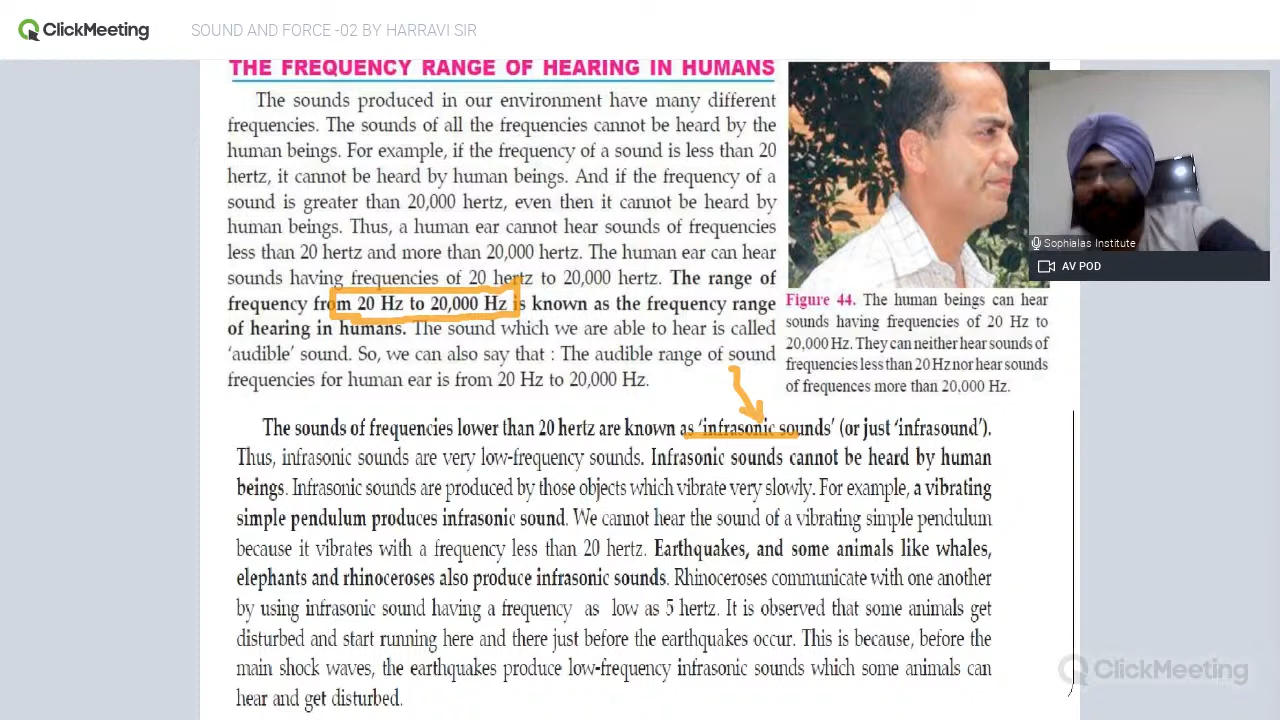 ClickMeeting
SOUND AND FORCE -02 BY HARRAVI SIR
THE FREQUENCY RANGE OF HEARING IN HUMANS
The sounds produced in our environment have many different
frequencies. The sounds of all the frequencies cannot be heard by the
human beings. For example, if the frequency of a sound is less than 20
hertz, it cannot be heard by human beings. And if the frequency of a
sound is greater than 20,000 hertz, even then it cannot be heard by
human beings. Thus, a human ear cannot hear sounds of frequencies
less than 20 hertz and more than 20,000 hertz. The human ear can hear
sounds having frequencies of 20 hertz to 20,000 hertz. The range of
frequency from 20 Hz to 20,000 Hz is known as the frequency range
of hearing in humans. The sound which we are able to hear is called
‘audible’ sound. So, we can also say that : The audible range of sound
frequencies for human ear is from 20 Hz to 20,000 Hz.
Sophialas Institute
AV POD
Figure 44. The human beings can hear
sounds having frequencies of 20 Hz to
20,000 Hz. They can neither hear sounds of
frequencies less than 20 Hz nor hear sounds
of frequences more than 20,000 Hz.
The sounds of frequencies lower than 20 hertz are known as ‘infrasonic sounds’ (or just ‘infrasound’).
Thus, infrasonic sounds are very low-frequency sounds. Infrasonic sounds cannot be heard by human
beings. Infrasonic sounds are produced by those objects which vibrate very slowly. For example, a vibrating
simple pendulum produces infrasonic sound. We cannot hear the sound of a vibrating simple pendulum
because it vibrates with a frequency less than 20 hertz. Earthquakes, and some animals like whales,
elephants and rhinoceroses also produce infrasonic sounds. Rhinoceroses communicate with one another
by using infrasonic sound having a frequency as low as 5 hertz. It is observed that some animals get
disturbed and start running here and there just before the earthquakes occur. This is because, before the
main shock waves, the earthquakes produce low-frequency infrasonic sounds which some animals can
hear and get disturbed.
ClickMeeting